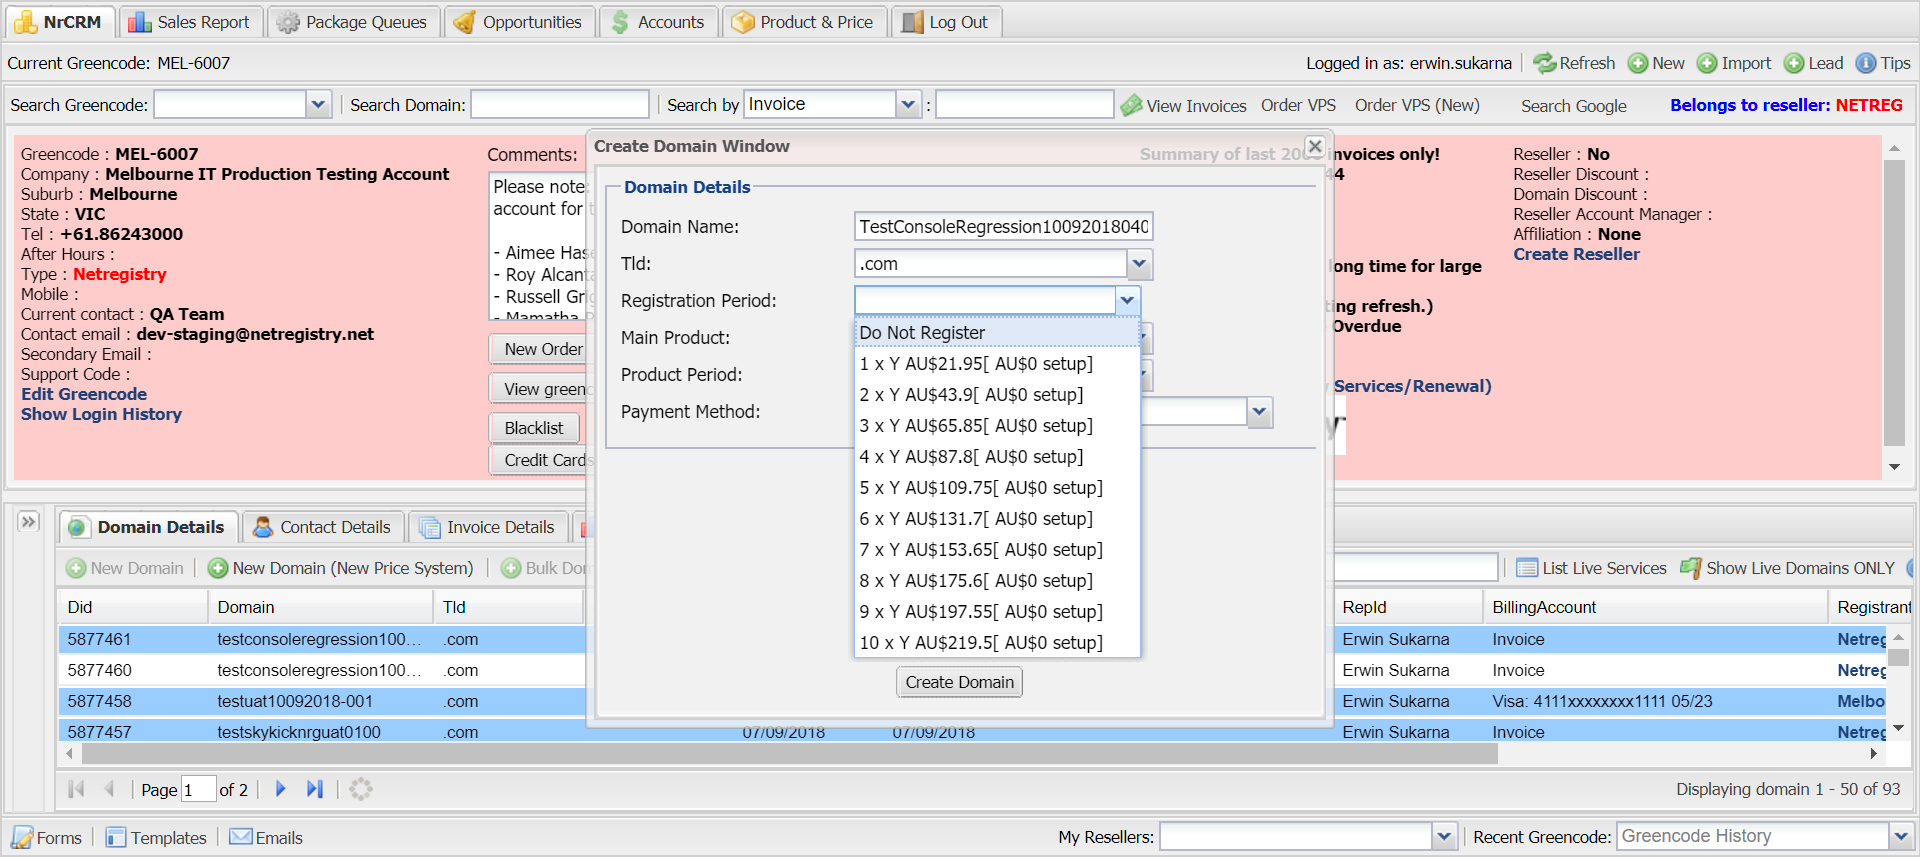 NrCRM Sales Report Package Queues Opportunities Accounts Product & Price Log Out
Current Greencode: MEL-6007 Logged in as: erwin.sukarna Refresh New Import Lead Tips
Search Greencode: Search Domain: Search by Invoice : View Invoices Order VPS Order VPS (New) Search Google Belongs to reseller: NETREG
Greencode : MEL-6007
Company : Melbourne IT Production Testing Account
Suburb : Melbourne
State : VIC
Tel : +61.86243000
After Hours :
Type : Netregistry
Mobile :
Current contact : QA Team
Contact email : dev-staging@netregistry.net
Secondary Email :
Support Code :
Edit Greencode
Show Login History
Comments:
Please note:
account for t
- Aimee Hase
- Roy Alcanta
- Russell Grig
- Mamatha P
New Order
View greenc
Blacklist
Credit Cards
Summary of last 200 invoices only!
44
long time for large
ting refresh.)
Overdue
Services/Renewal)
Reseller : No
Reseller Discount :
Domain Discount :
Reseller Account Manager :
Affiliation : None
Create Reseller
Create Domain Window
Domain Details
Domain Name: TestConsoleRegression10092018040
Tld: .com
Registration Period:
Main Product:
Product Period:
Payment Method:
Do Not Register
1 x Y AU$21.95[ AU$0 setup]
2 x Y AU$43.9[ AU$0 setup]
3 x Y AU$65.85[ AU$0 setup]
4 x Y AU$87.8[ AU$0 setup]
5 x Y AU$109.75[ AU$0 setup]
6 x Y AU$131.7[ AU$0 setup]
7 x Y AU$153.65[ AU$0 setup]
8 x Y AU$175.6[ AU$0 setup]
9 x Y AU$197.55[ AU$0 setup]
10 x Y AU$219.5[ AU$0 setup]
Create Domain
Domain Details Contact Details Invoice Details
New Domain New Domain (New Price System) Bulk Dom List Live Services Show Live Domains ONLY
Did Domain Tld RepId BillingAccount Registrant
5877461 testconsoleregression100... .com Erwin Sukarna Invoice Netreg
5877460 testconsoleregression100... .com Erwin Sukarna Invoice Netreg
5877458 testuat10092018-001 .com Erwin Sukarna Visa: 4111xxxxxxxx1111 05/23 Melbo
5877457 testskykicknrguat0100 .com 07/09/2018 07/09/2018 Erwin Sukarna Invoice Netreg
Page 1 of 2 Displaying domain 1 - 50 of 93
Forms Templates Emails My Resellers: Recent Greencode: Greencode History